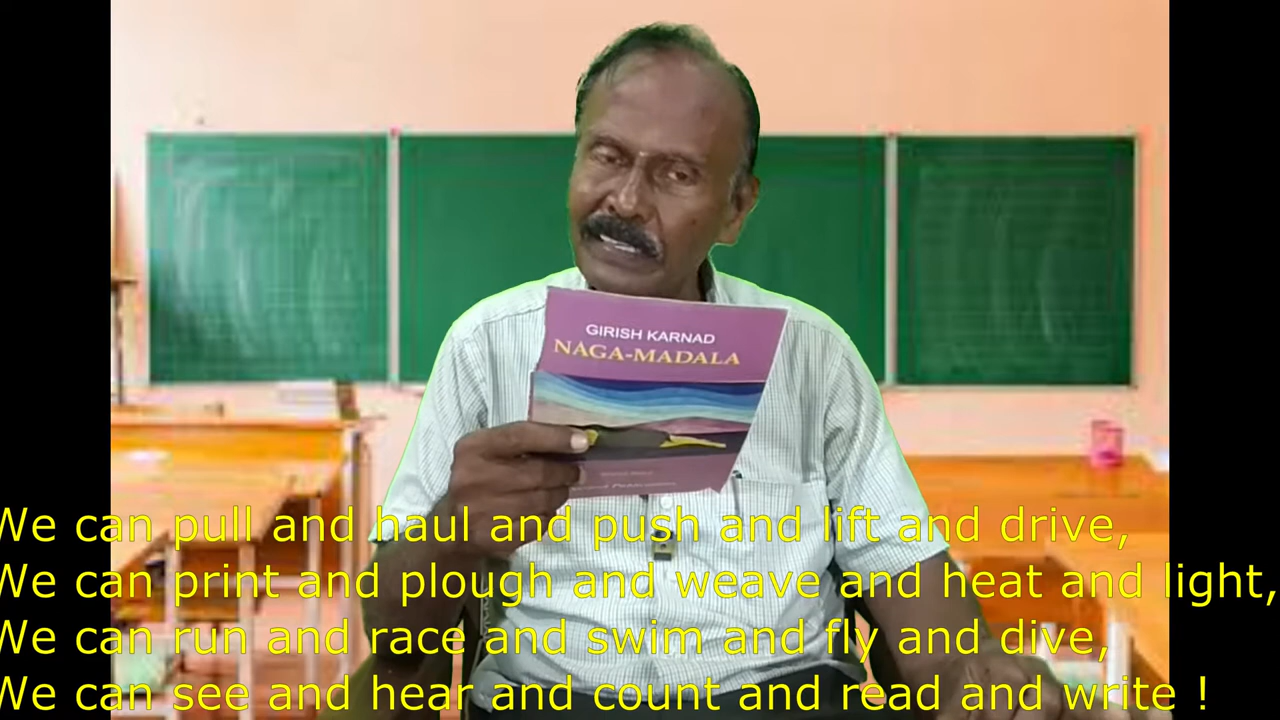 GIRISH KARNAD
NAGA-MADALA
We can pull and haul and push and lift and drive,
We can print and plough and weave and heat and light,
We can run and race and swim and fly and dive,
We can see and hear and count and read and write !